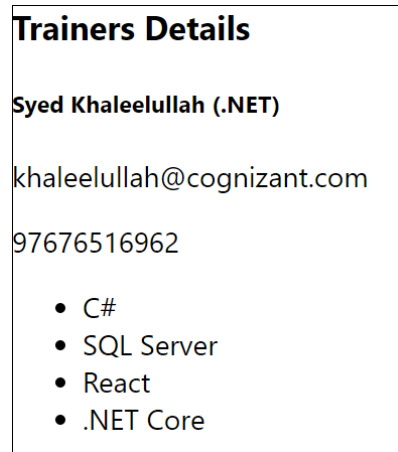 Trainers Details
Syed Khaleelullah (.NET)
khaleelullah@cognizant.com
97676516962
• C#
• SQL Server
• React
• .NET Core